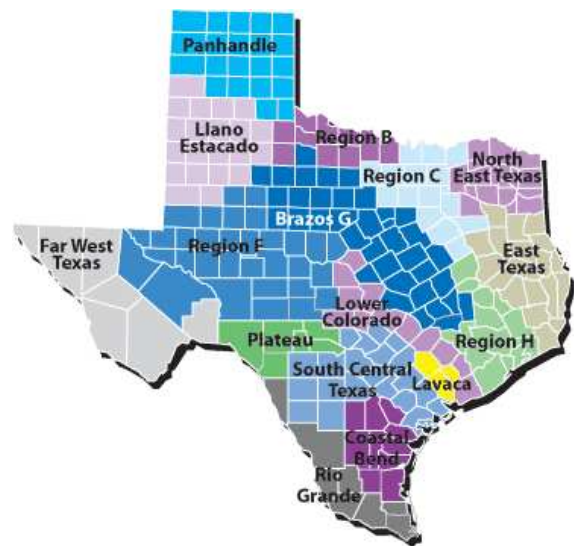 Panhandle
Llano
Estacado
Region B
Region C
North
East Texas
Brazos G
Far West
Texas
Region F
East
Texas
Lower
Colorado
Plateau
Region H
South Central
Texas
Lavaca
Coastal
Bend
Rio
Grande